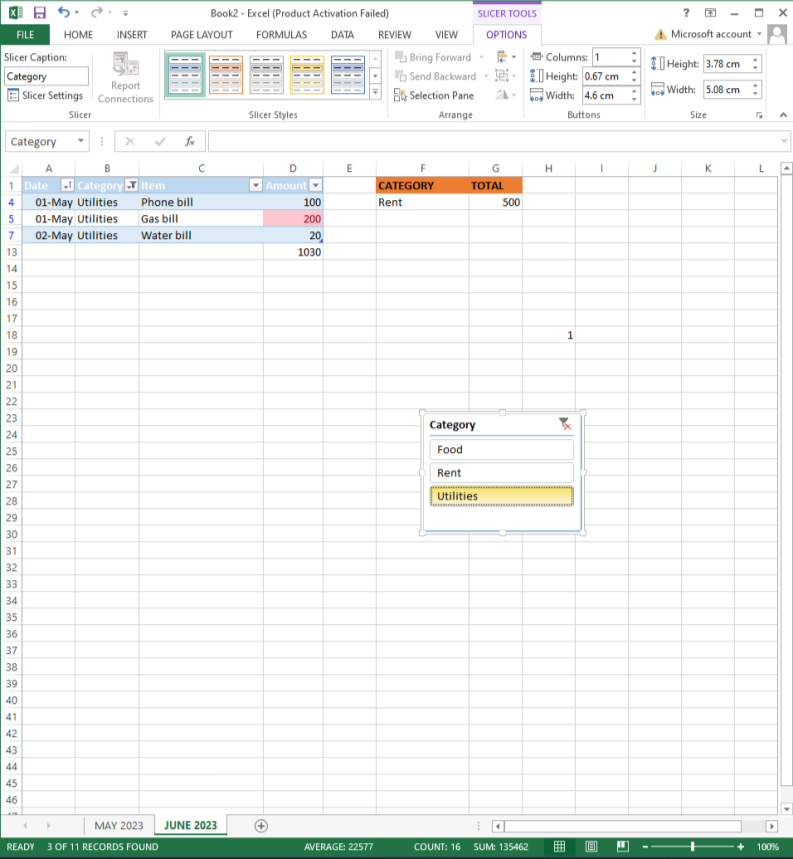 Book2 - Excel (Product Activation Failed)
SLICER TOOLS
?
FILE HOME INSERT PAGE LAYOUT FORMULAS DATA REVIEW VIEW OPTIONS Microsoft account
Slicer Caption:
Category
Slicer Settings
Report
Connections
Slicer
Slicer Styles
Bring Forward
Send Backward
Selection Pane
Arrange
Columns: 1
Height: 0.67 cm
Width: 4.6 cm
Buttons
Height: 3.78 cm
Width: 5.08 cm
Size
Category fx
A B C D E F G H I J K L
1 Date Category Item Amount CATEGORY TOTAL
4 01-May Utilities Phone bill 100 Rent 500
5 01-May Utilities Gas bill 200
7 02-May Utilities Water bill 20
13 1030
14
15
16
17
18 1
19
20
21
22
23
24
25
26
27
28
29
30
31
32
33
34
35
36
37
38
39
40
41
42
43
44
45
46
Category
Food
Rent
Utilities
MAY 2023 JUNE 2023
READY 3 OF 11 RECORDS FOUND AVERAGE: 22577 COUNT: 16 SUM: 135462 100%